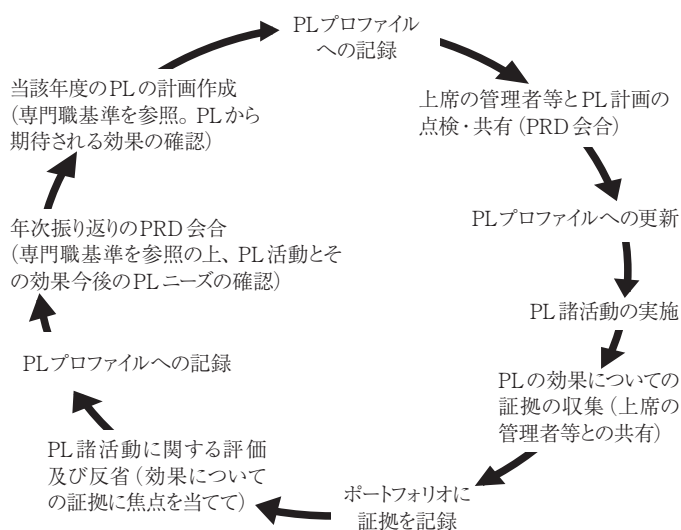 PLプロファイル
への記録
上席の管理者等とPL計画の
点検・共有（PRD会合）
PLプロファイルへの更新
PL諸活動の実施
PLの効果についての
証拠の収集（上席の
管理者等との共有）
ポートフォリオに
証拠を記録
PL諸活動に関する評価
及び反省（効果について
の証拠に焦点を当てて）
PLプロファイルへの記録
年次振り返りのPRD会合
（専門職基準を参照の上、PL活動とそ
の効果今後のPLニーズの確認）
当該年度のPLの計画作成
（専門職基準を参照。PLから
期待される効果の確認）